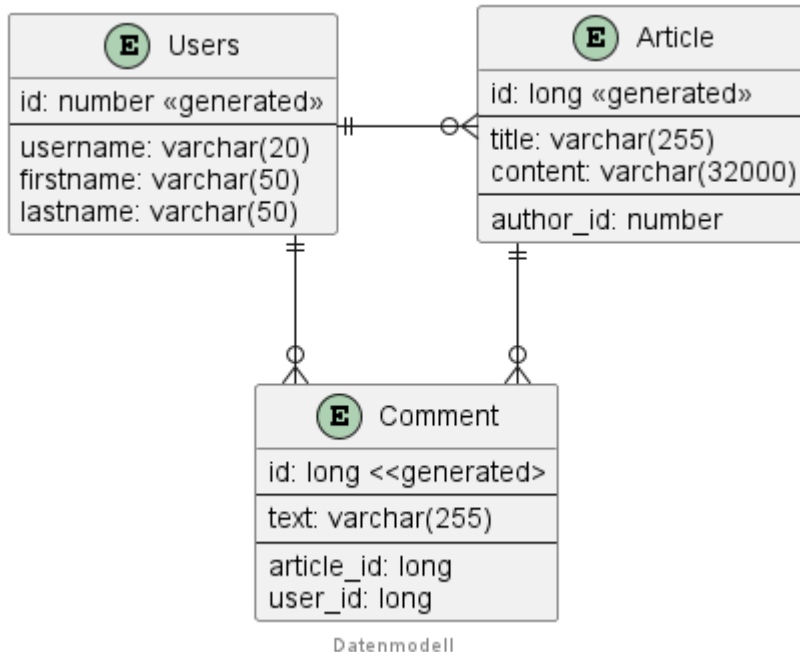 E Users
id: number «generated»
username: varchar(20)
firstname: varchar(50)
lastname: varchar(50)
E Article
id: long «generated»
title: varchar(255)
content: varchar(32000)
author_id: number
E Comment
id: long <<generated>
text: varchar(255)
article_id: long
user_id: long
Datenmodell